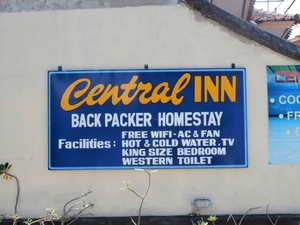 Central INN
BACK PACKER HOMESTAY
Facilities : FREE WIFI - AC & FAN
HOT & COLD WATER . TV
KING SIZE BEDROOM
WESTERN TOILET